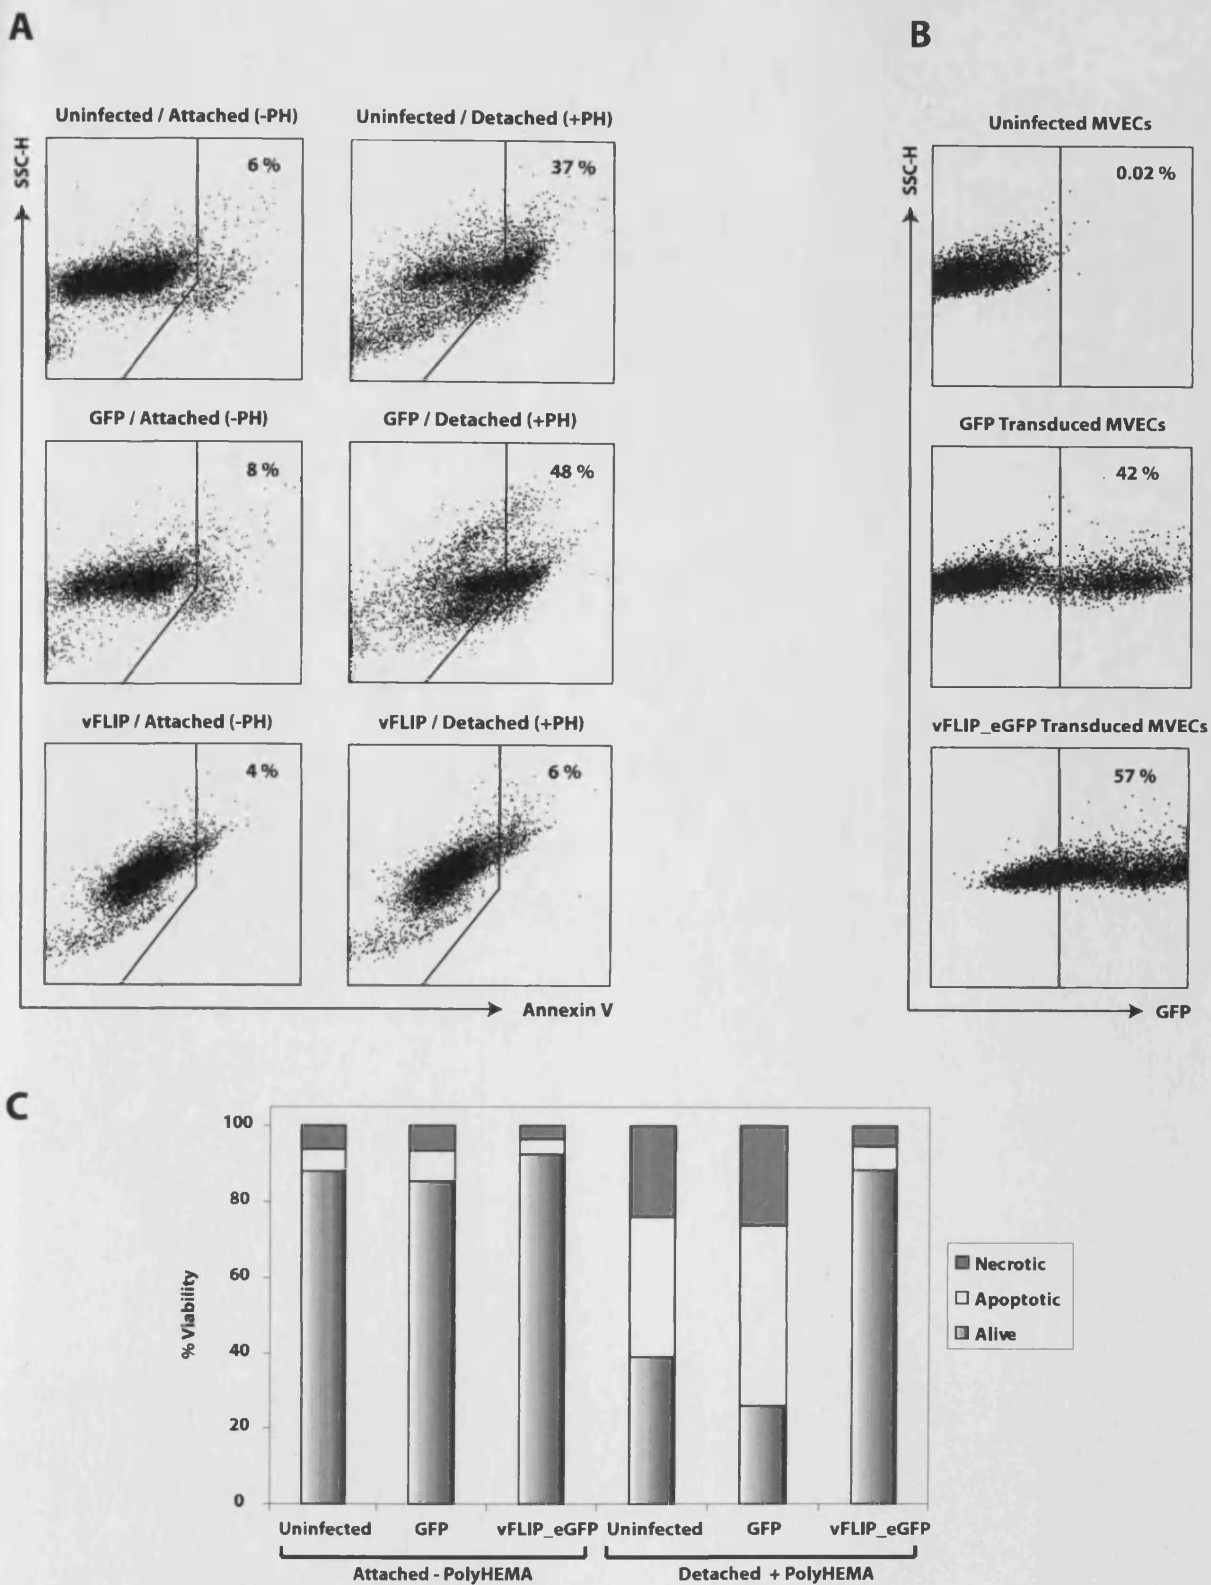 A
Uninfected / Attached (-PH)
6 %
Uninfected / Detached (+PH)
37 %
SSC-H
GFP / Attached (-PH)
8 %
GFP / Detached (+PH)
48 %
vFLIP / Attached (-PH)
4 %
vFLIP / Detached (+PH)
6 %
Annexin V
B
Uninfected MVECs
0.02 %
SSC-H
GFP Transduced MVECs
42 %
vFLIP_eGFP Transduced MVECs
57 %
GFP
C
100
80
60
40
20
0
% Viability
Necrotic
Apoptotic
Alive
Uninfected GFP vFLIP_eGFP Uninfected GFP vFLIP_eGFP
Attached - PolyHEMA Detached + PolyHEMA